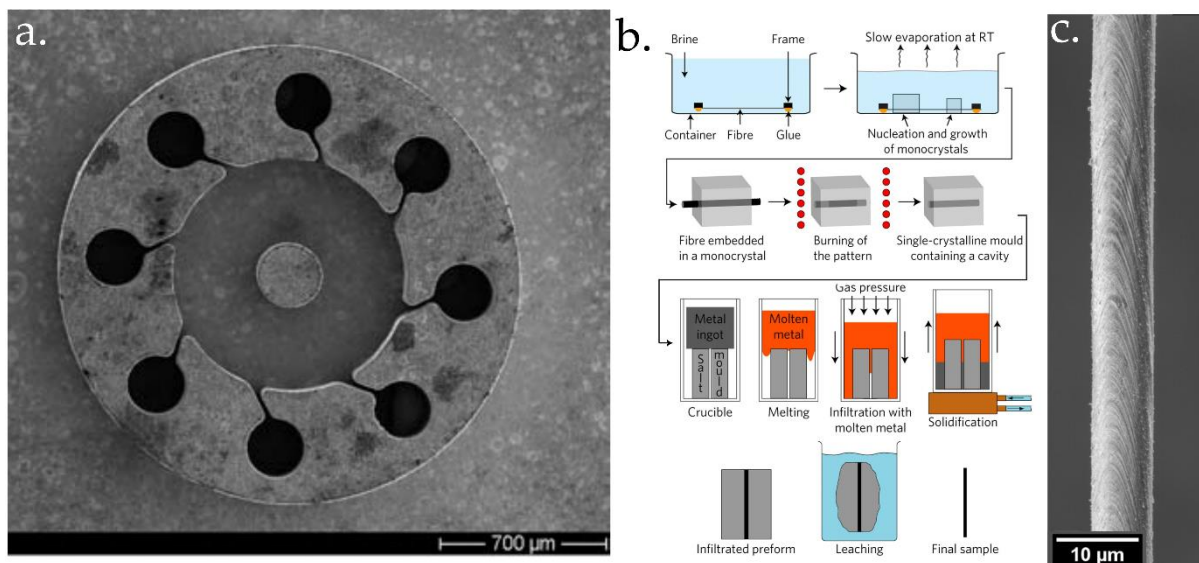 a.
700 µm
b.
Brine
Frame
Slow evaporation at RT
Container
Fibre
Glue
Nucleation and growth
of monocrystals
Fibre embedded
in a monocrystal
Burning of
the pattern
Single-crystalline mould
containing a cavity
Gas pressure
Metal
ingot
Salt
mould
Molten
metal
Crucible
Melting
Infiltration with
molten metal
Solidification
Infiltrated preform
Leaching
Final sample
c.
10 µm